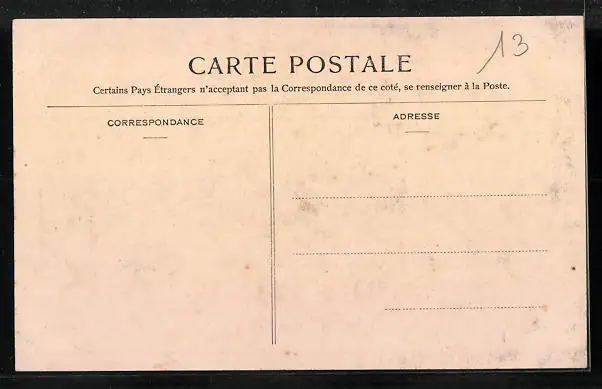 13
CARTE POSTALE
Certains Pays Étrangers n'acceptant pas la Correspondance de ce coté, se renseigner à la Poste.
CORRESPONDANCE
ADRESSE